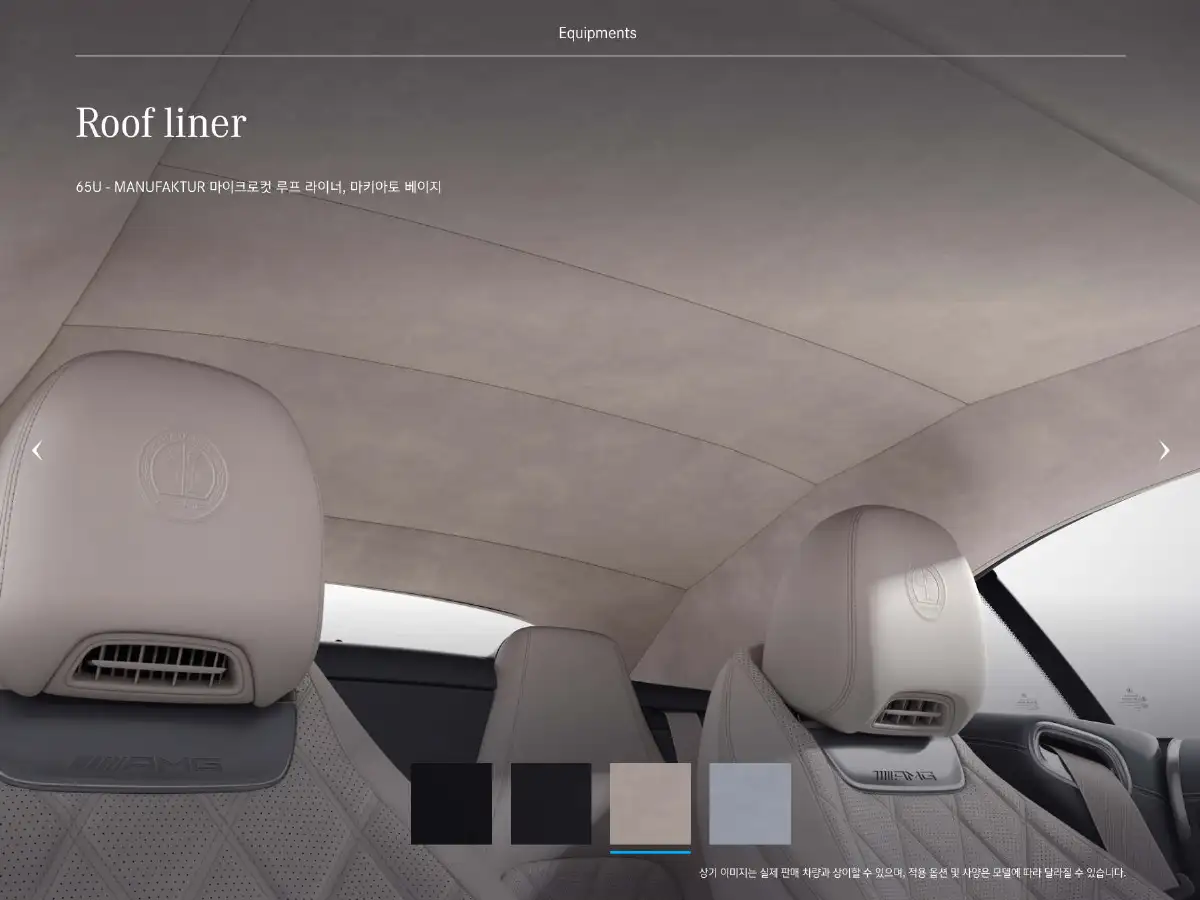 Equipments
Roof liner
65U - MANUFAKTUR 마이크로컷 루프 라이너, 마키아토 베이지
AMG
AMG
상기 이미지는 실제 판매 차량과 상이할 수 있으며, 적용 옵션 및 사양은 모델에 따라 달라질 수 있습니다.